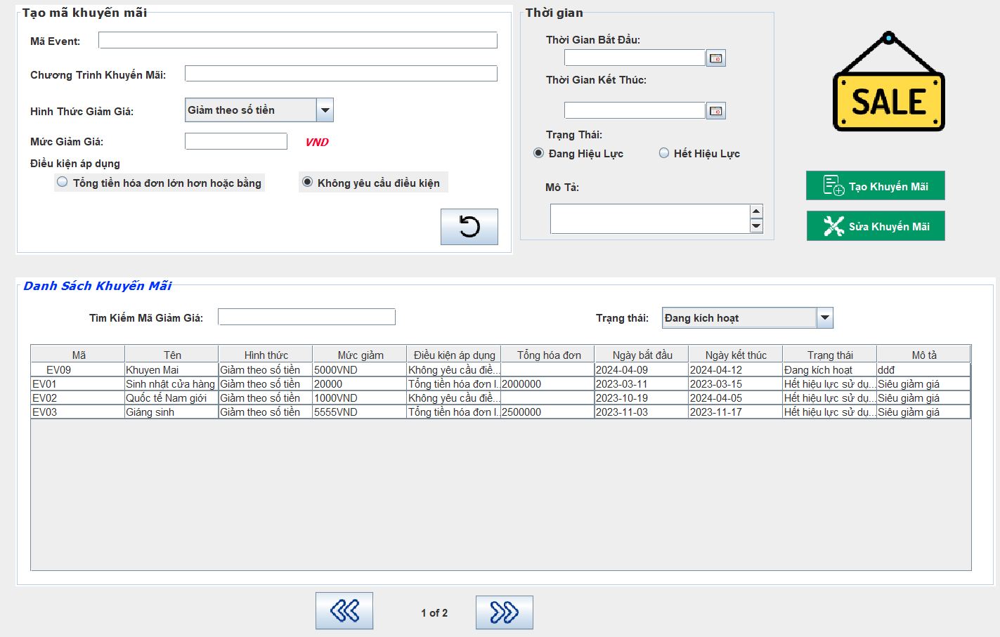 Tạo mã khuyến mãi
Mã Event:
Chương Trình Khuyến Mãi:
Hình Thức Giảm Giá:
Giảm theo số tiền
Mức Giảm Giá:
VND
Điều kiện áp dụng
Tổng tiền hóa đơn lớn hơn hoặc bằng
Không yêu cầu điều kiện
Thời gian
Thời Gian Bắt Đầu:
Thời Gian Kết Thúc:
Trạng Thái:
Đang Hiệu Lực
Hết Hiệu Lực
Mô Tả:
SALE
Tạo Khuyến Mãi
Sửa Khuyến Mãi
Danh Sách Khuyến Mãi
Tìm Kiếm Mã Giảm Giá:
Trạng thái: Đang kích hoạt
Mã Tên Hình thức Mức giảm Điều kiện áp dụng Tổng hóa đơn Ngày bắt đầu Ngày kết thúc Trạng thái Mô tả
EV09 Khuyen Mai Giảm theo số tiền 5000VND Không yêu cầu điề... 2024-04-09 2024-04-12 Đang kích hoạt ddđ
EV01 Sinh nhật cửa hàng Giảm theo số tiền 20000 Tổng tiền hóa đơn l... 2000000 2023-03-11 2023-03-15 Hết hiệu lực sử dụ... Siêu giảm giá
EV02 Quốc tế Nam giới Giảm theo số tiền 1000VND Không yêu cầu điề... 2023-10-19 2024-04-05 Hết hiệu lực sử dụ... Siêu giảm giá
EV03 Giáng sinh Giảm theo số tiền 5555VND Tổng tiền hóa đơn l... 2500000 2023-11-03 2023-11-17 Hết hiệu lực sử dụ... Siêu giảm giá
1 of 2